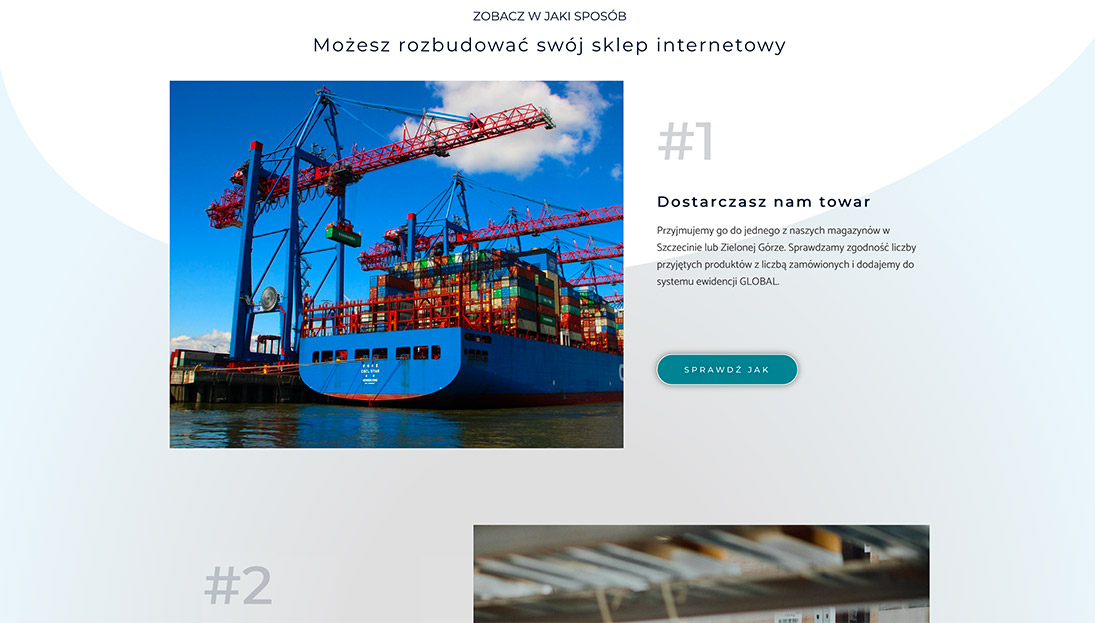 ZOBACZ W JAKI SPOSÓB
Możesz rozbudować swój sklep internetowy
#1
Dostarczasz nam towar
Przyjmujemy go do jednego z naszych magazynów w
Szczecinie lub Zielonej Górze. Sprawdzamy zgodność liczby
przyjętych produktów z liczbą zamówionych i dodajemy do
systemu ewidencji GLOBAL.
SPRAWDŹ JAK
#2